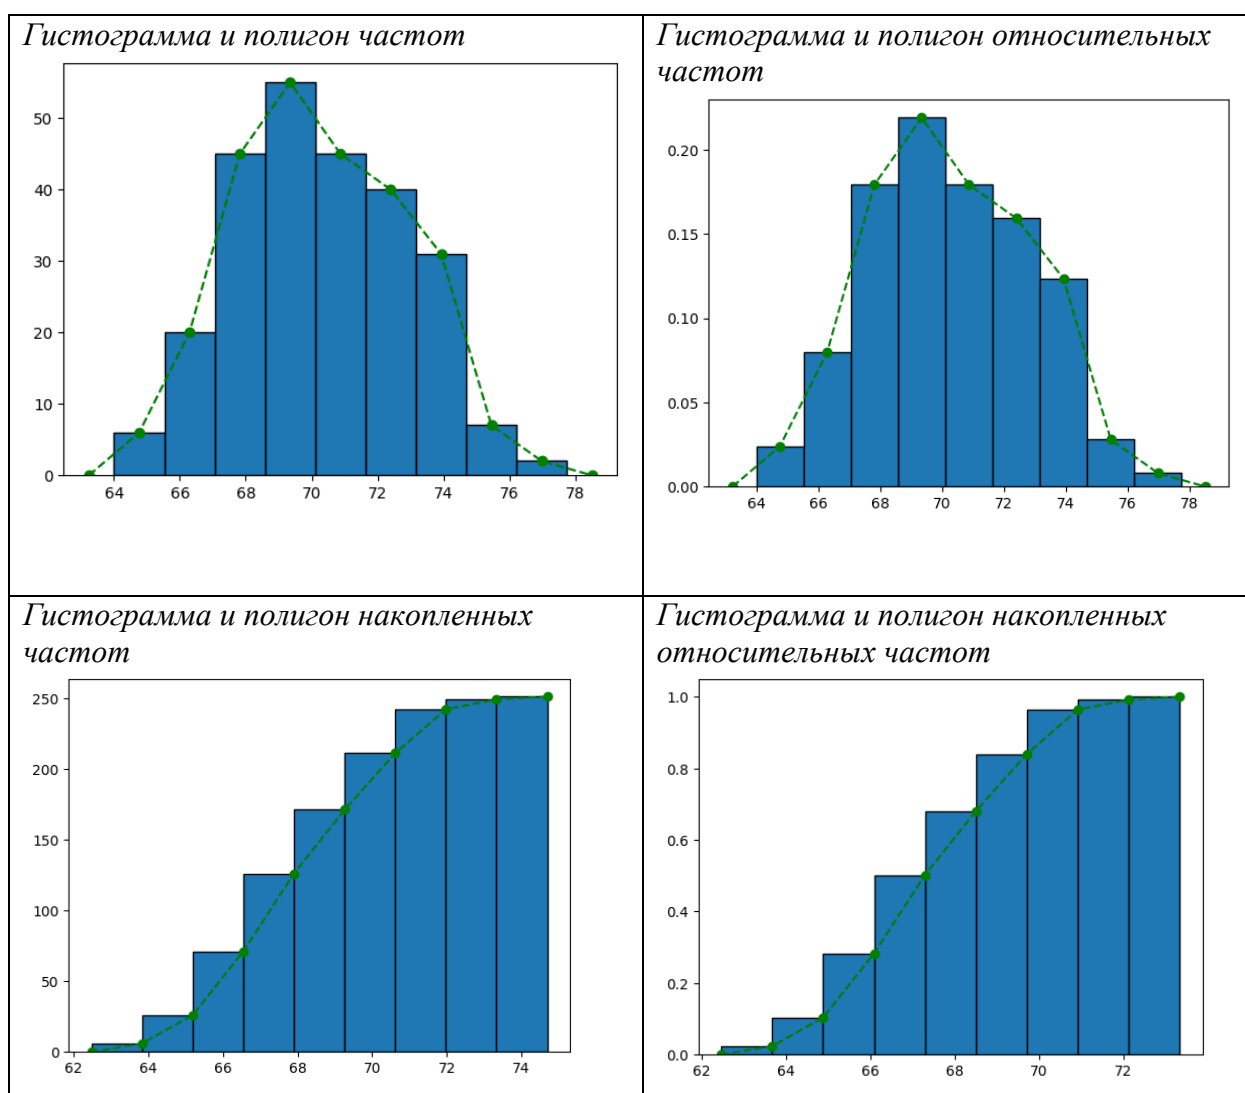 Гистограмма и полигон частот
50
40
30
20
10
0
64 66 68 70 72 74 76 78
Гистограмма и полигон относительных
частот
0.20
0.15
0.10
0.05
0.00
64 66 68 70 72 74 76 78
Гистограмма и полигон накопленных
частот
250
200
150
100
50
0
62 64 66 68 70 72 74
Гистограмма и полигон накопленных
относительных частот
1.0
0.8
0.6
0.4
0.2
0.0
62 64 66 68 70 72